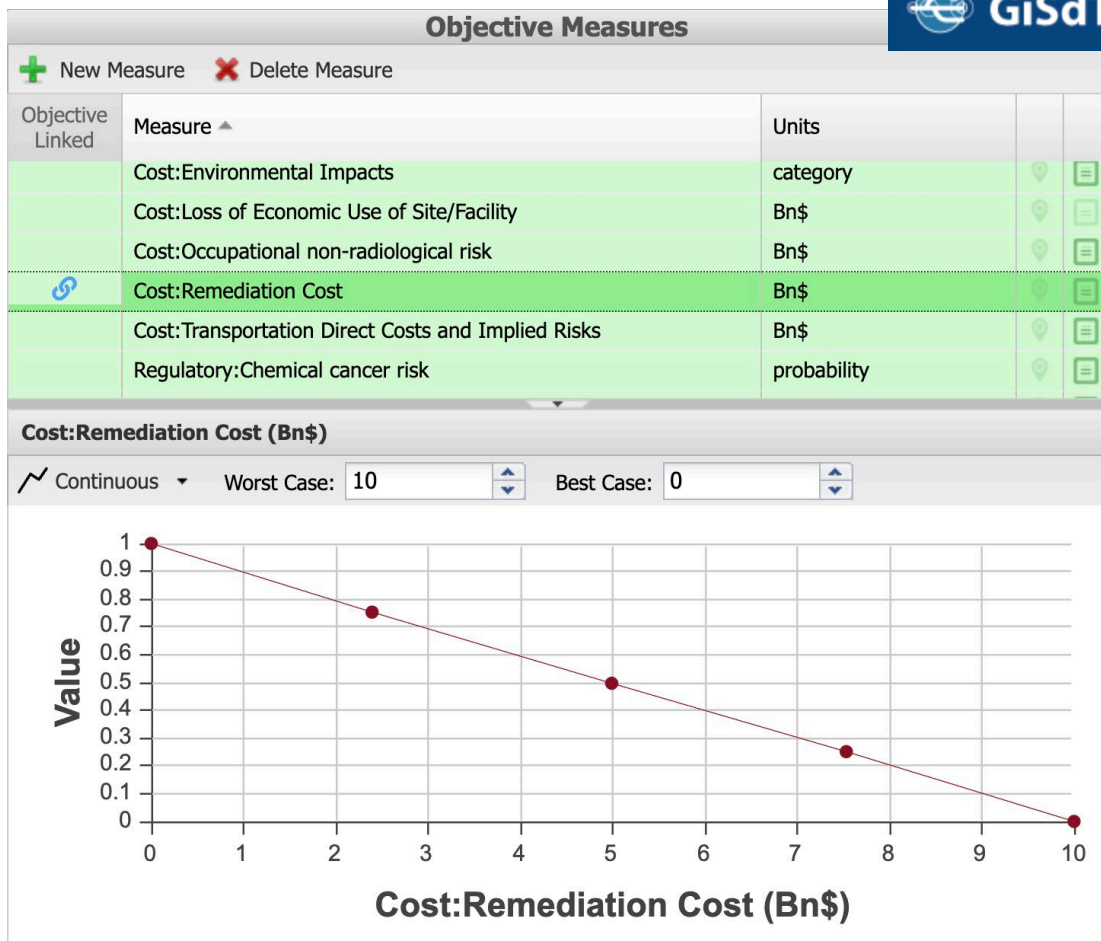 Objective Measures
GiSd
New Measure Delete Measure
Objective Linked Measure Units
Cost:Environmental Impacts category
Cost:Loss of Economic Use of Site/Facility Bn$
Cost:Occupational non-radiological risk Bn$
Cost:Remediation Cost Bn$
Cost:Transportation Direct Costs and Implied Risks Bn$
Regulatory:Chemical cancer risk probability
Cost:Remediation Cost (Bn$)
Continuous Worst Case: 10 Best Case: 0
1
0.9
0.8
0.7
0.6
0.5
0.4
0.3
0.2
0.1
0
Value
0 1 2 3 4 5 6 7 8 9 10
Cost:Remediation Cost (Bn$)